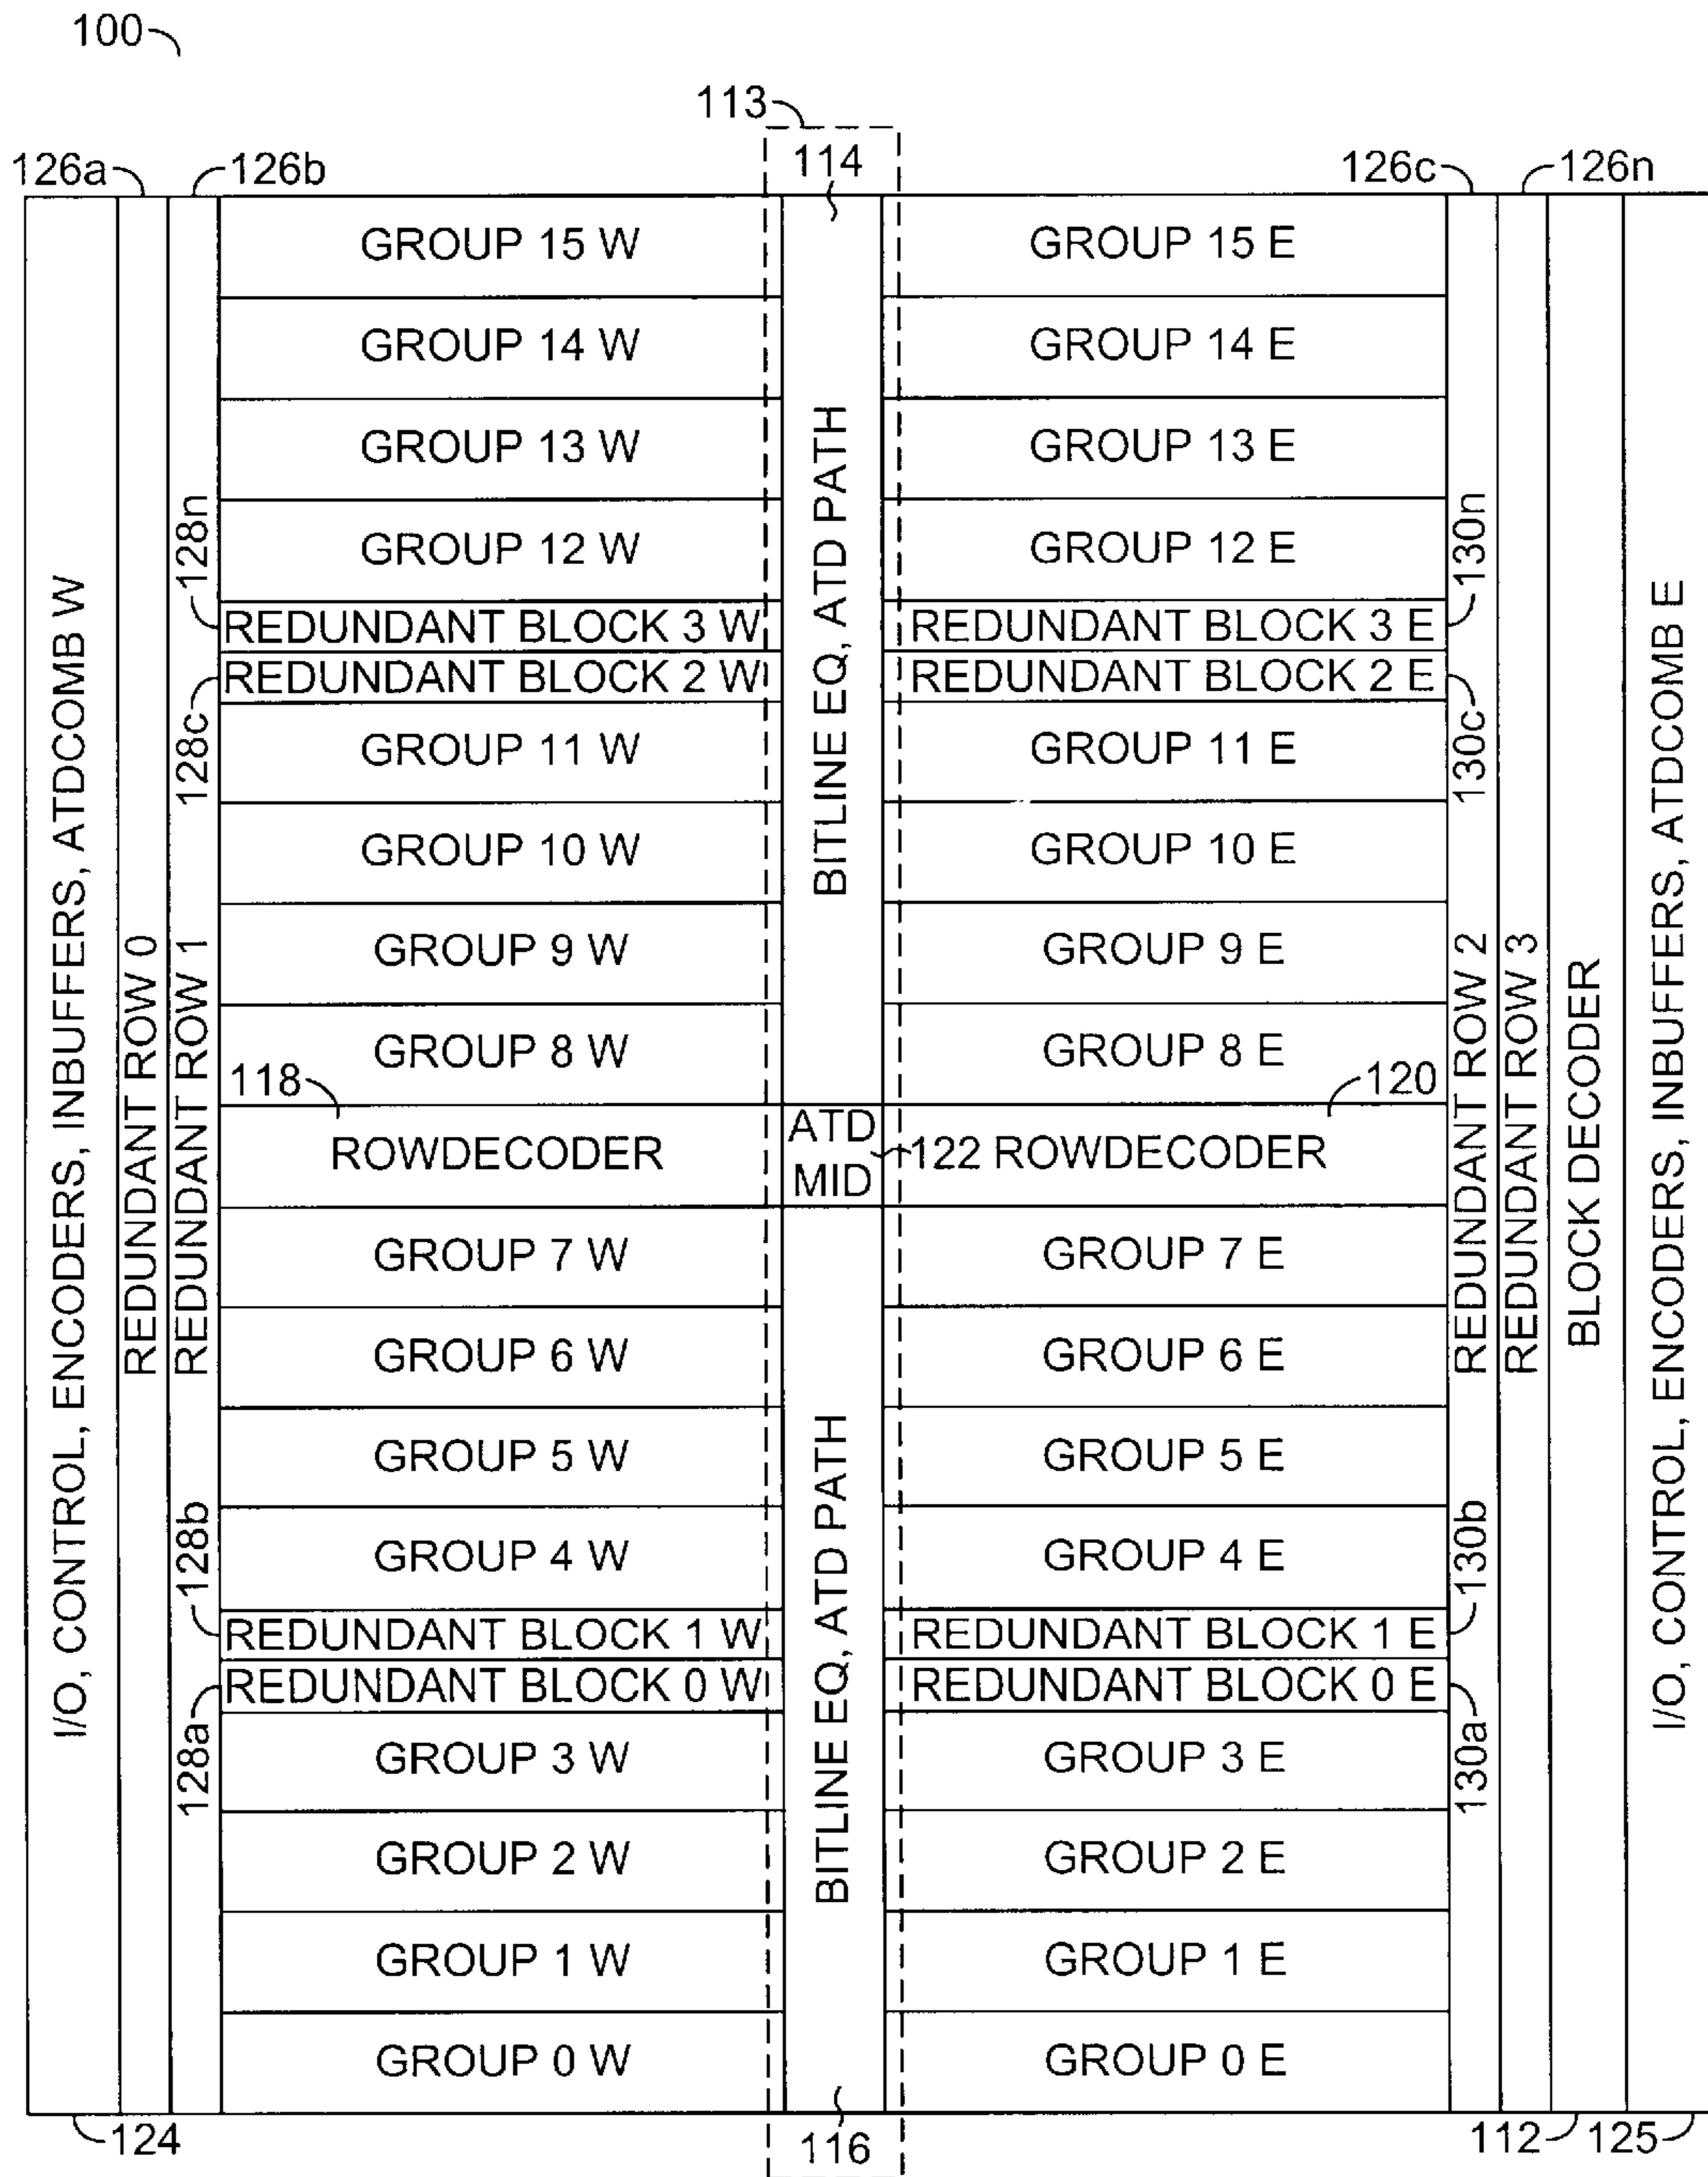 100
113
126a
126b
114
126c
126n
GROUP 15 W
GROUP 15 E
GROUP 14 W
GROUP 14 E
GROUP 13 W
GROUP 13 E
GROUP 12 W
GROUP 12 E
128n
130n
REDUNDANT BLOCK 3 W
REDUNDANT BLOCK 3 E
REDUNDANT BLOCK 2 W
REDUNDANT BLOCK 2 E
128c
130c
GROUP 11 W
GROUP 11 E
GROUP 10 W
GROUP 10 E
GROUP 9 W
GROUP 9 E
GROUP 8 W
GROUP 8 E
BITLINE EQ, ATD PATH
I/O, CONTROL, ENCODERS, INBUFFERS, ATDCOMB W
REDUNDANT ROW 0
REDUNDANT ROW 1
118
ROWDECODER
ATD
MID
122
ROWDECODER
120
REDUNDANT ROW 2
REDUNDANT ROW 3
BLOCK DECODER
I/O, CONTROL, ENCODERS, INBUFFERS, ATDCOMB E
GROUP 7 W
GROUP 7 E
GROUP 6 W
GROUP 6 E
GROUP 5 W
GROUP 5 E
GROUP 4 W
GROUP 4 E
128b
130b
REDUNDANT BLOCK 1 W
REDUNDANT BLOCK 1 E
REDUNDANT BLOCK 0 W
REDUNDANT BLOCK 0 E
128a
130a
BITLINE EQ, ATD PATH
GROUP 3 W
GROUP 3 E
GROUP 2 W
GROUP 2 E
GROUP 1 W
GROUP 1 E
GROUP 0 W
GROUP 0 E
124
116
112
125